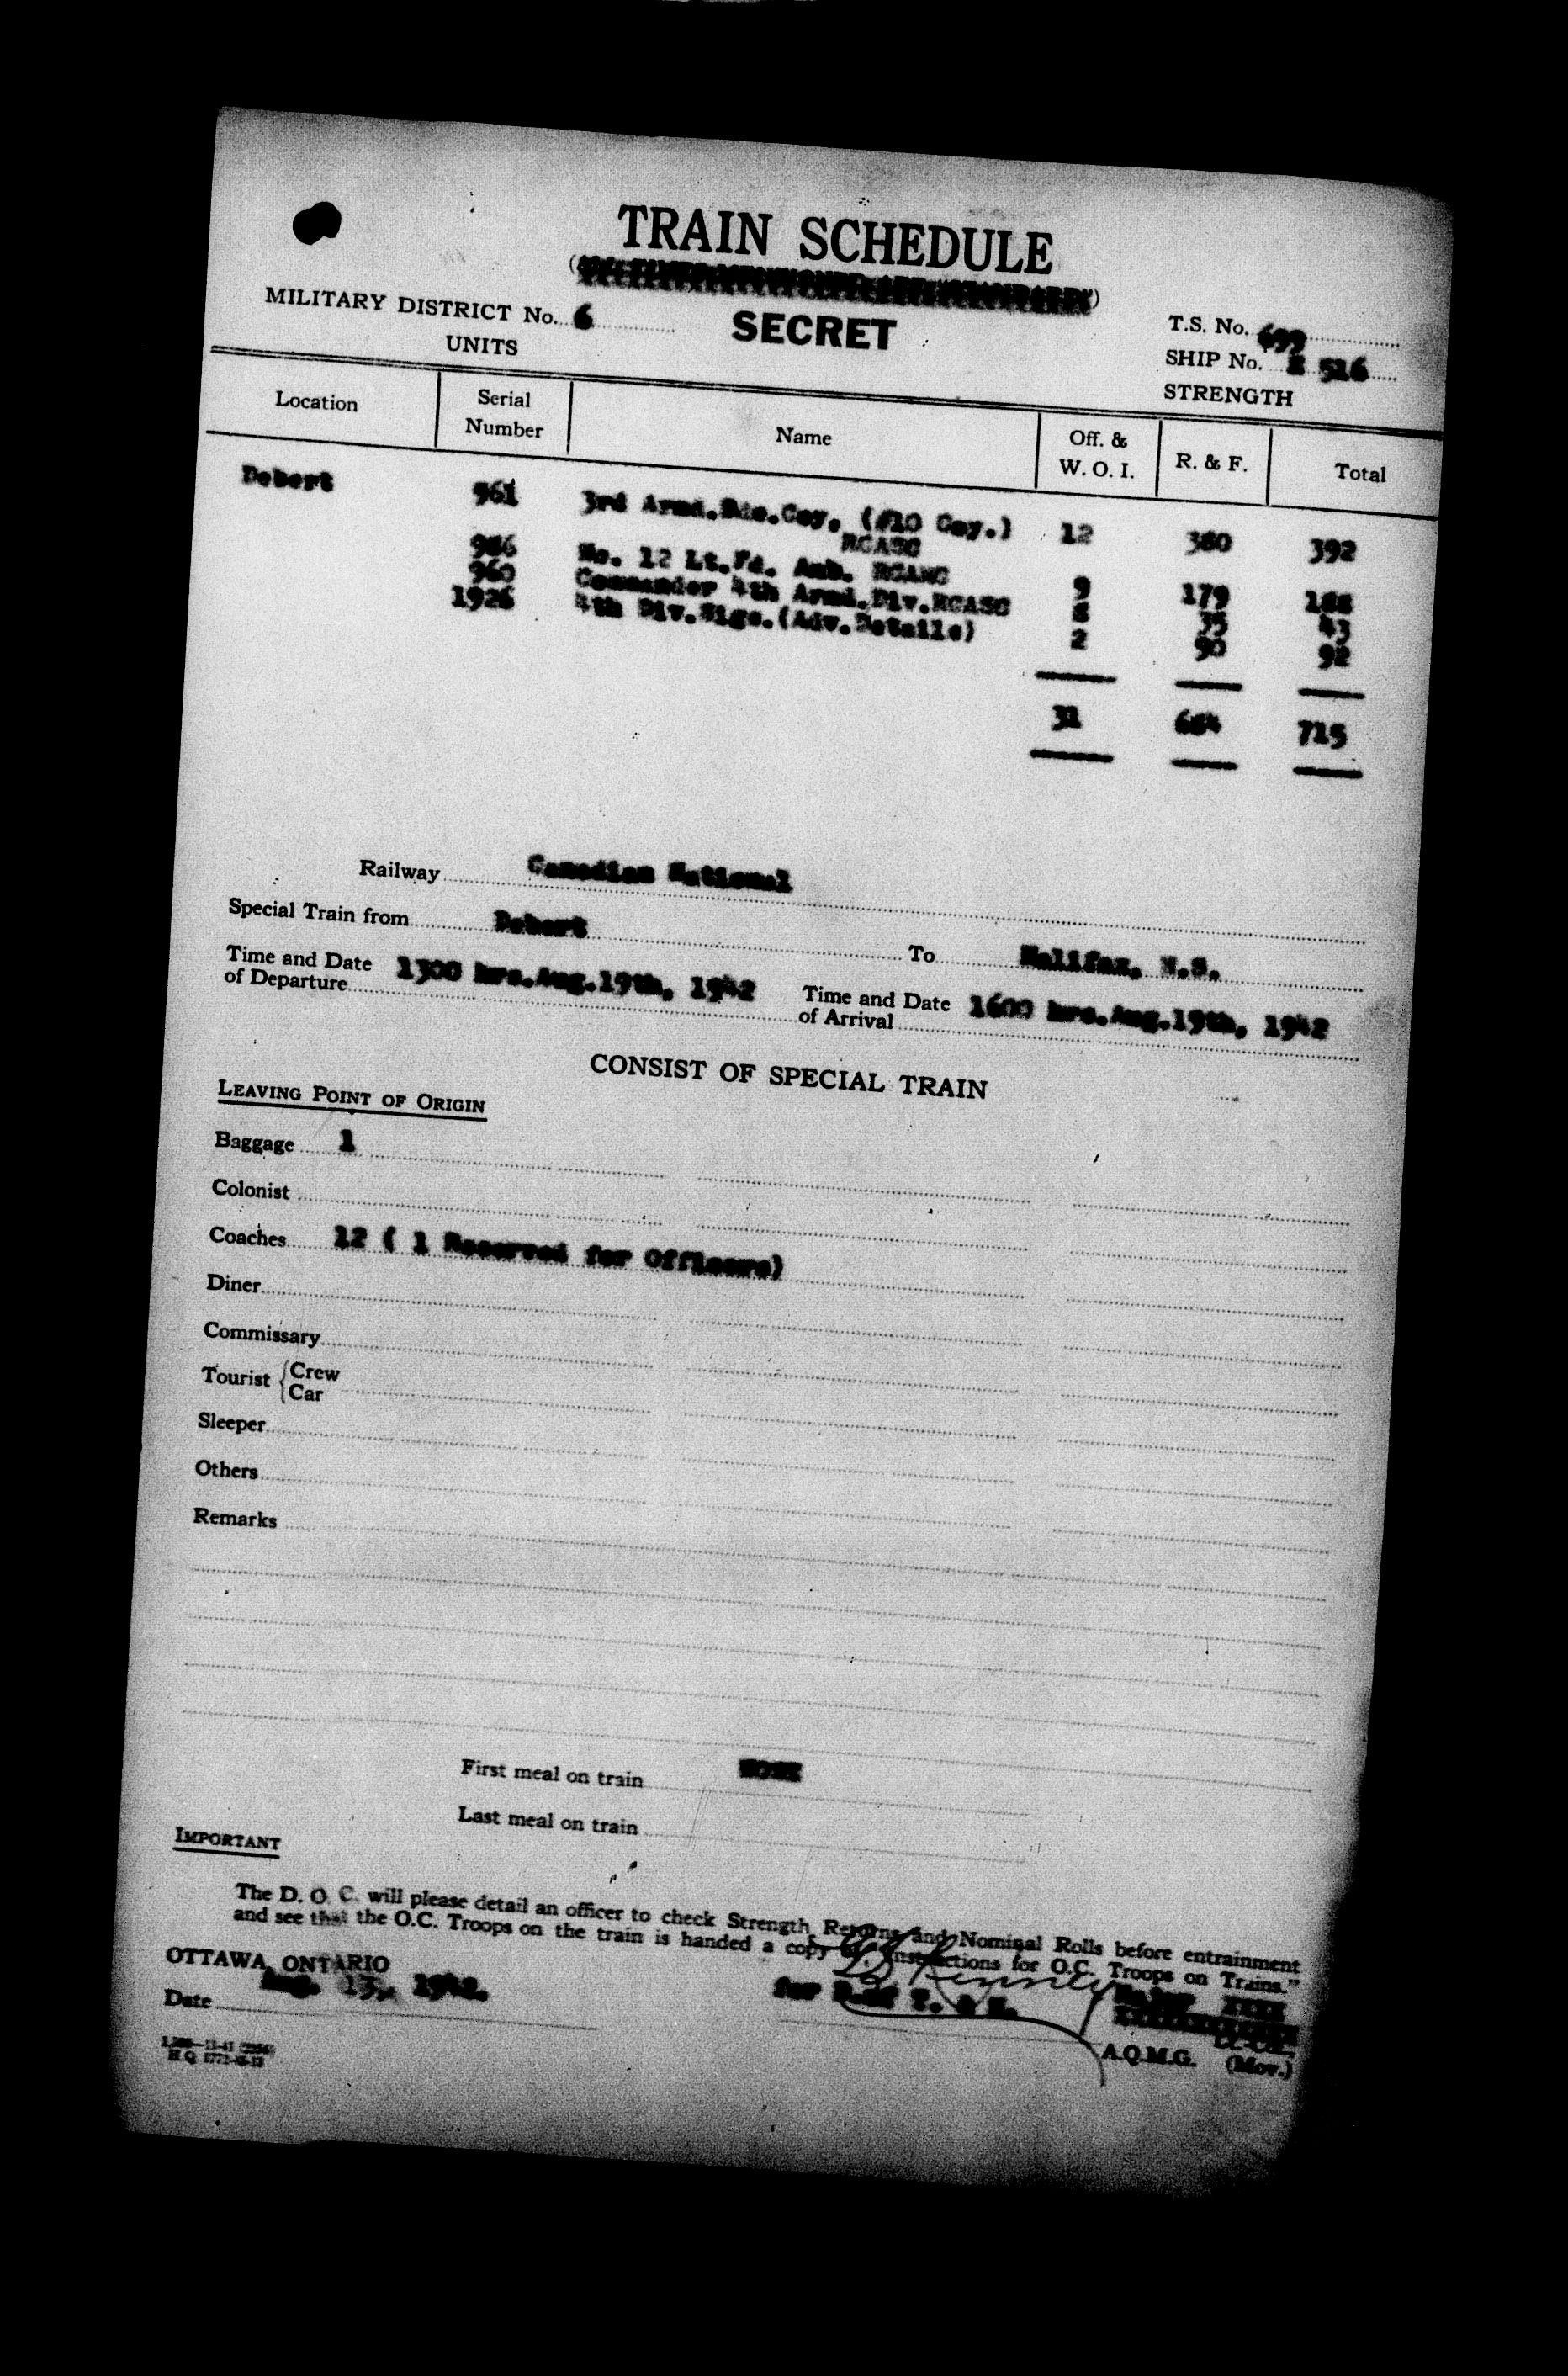 TRAIN SCHEDULE
MILITARY DISTRICT No. 6
SECRET
T.S. No. 699
UNITS
SHIP No. 516
STRENGTH
Location Serial Number Name Off. & W. O. I. R. & F. Total
Debert 961 3rd Armd.Bde.Coy. (#10 Coy.) 12 380 392
RCASC
986 No. 12 Lt.Fd. Amb. RCAMC 9 179 188
960 Commander 4th Armd.Div.RCASC 8 35 43
1926 4th Div.Sigs.(Adv.Details) 2 90 92
31 684 715
Railway Canadian National
Special Train from Debert To Halifax, N.S.
Time and Date of Departure 1300 hrs.Aug.19th, 1942 Time and Date of Arrival 1600 hrs.Aug.19th, 1942
CONSIST OF SPECIAL TRAIN
LEAVING POINT OF ORIGIN
Baggage 1
Colonist
Coaches 12 ( 1 Reserved for Officers)
Diner
Commissary
Tourist { Crew
Car
Sleeper
Others
Remarks
First meal on train NONE
Last meal on train
IMPORTANT
The D. O. C. will please detail an officer to check Strength Returns and Nominal Rolls before entrainment
and see that the O.C. Troops on the train is handed a copy of "Instructions for O.C. Troops on Trains."
OTTAWA, ONTARIO
Date Aug. 13, 1942.
for D.of T. & M.
Major
Lt.-Col.,
A.Q.M.G. (Mov.)
H.Q. 1772-45-13